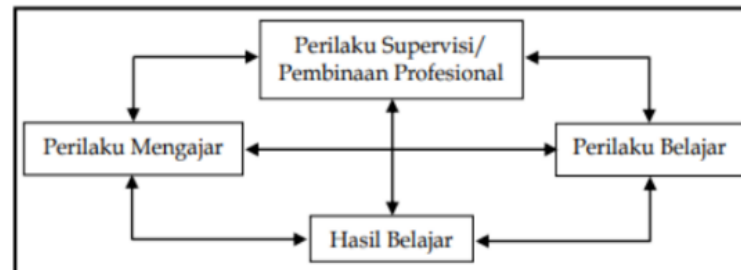 Perilaku Supervisi/
Pembinaan Profesional
Perilaku Mengajar
Perilaku Belajar
Hasil Belajar